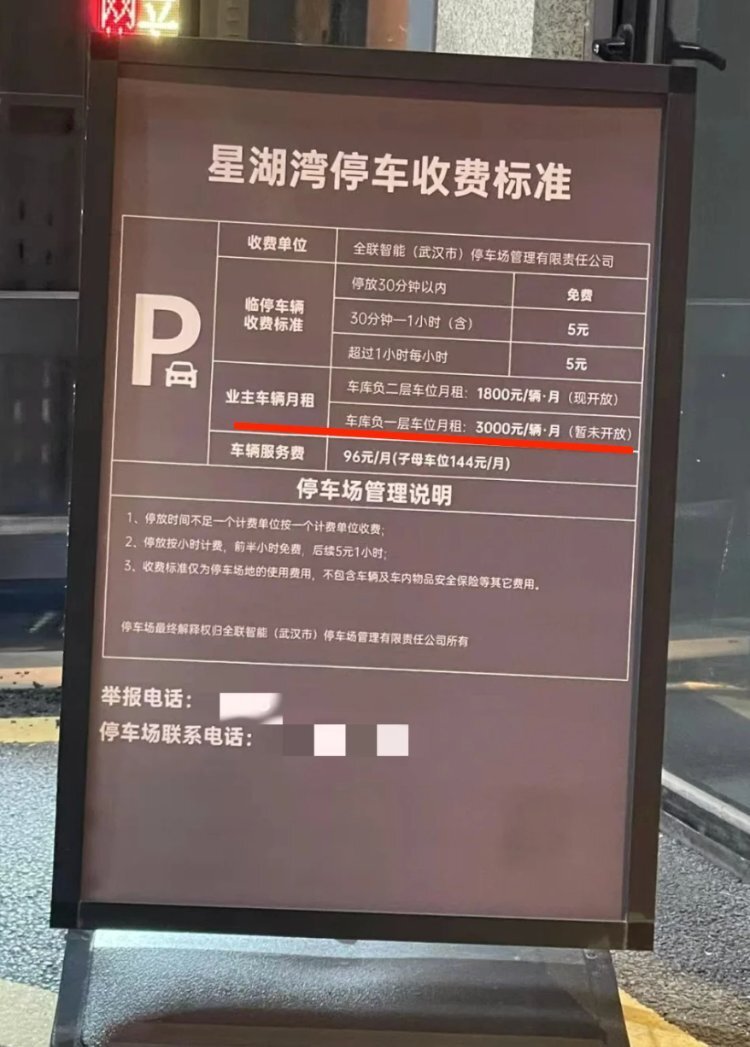 网
星湖湾停车收费标准
P
收费单位
全联智能（武汉市）停车场管理有限责任公司
临停车辆
收费标准
停放30分钟以内
免费
30分钟—1小时（含）
5元
超过1小时每小时
5元
业主车辆月租
车库负二层车位月租：1800元/辆·月（现开放）
车库负一层车位月租：3000元/辆·月（暂未开放）
车辆服务费
96元/月(子母车位144元/月)
停车场管理说明
1、停放时间不足一个计费单位按一个计费单位收费;
2、停放按小时计费，前半小时免费，后续5元1小时;
3、收费标准仅为停车场地的使用费用，不包含车辆及车内物品安全保险等其它费用。
停车场最终解释权归全联智能（武汉市）停车场管理有限责任公司所有
举报电话：
停车场联系电话：